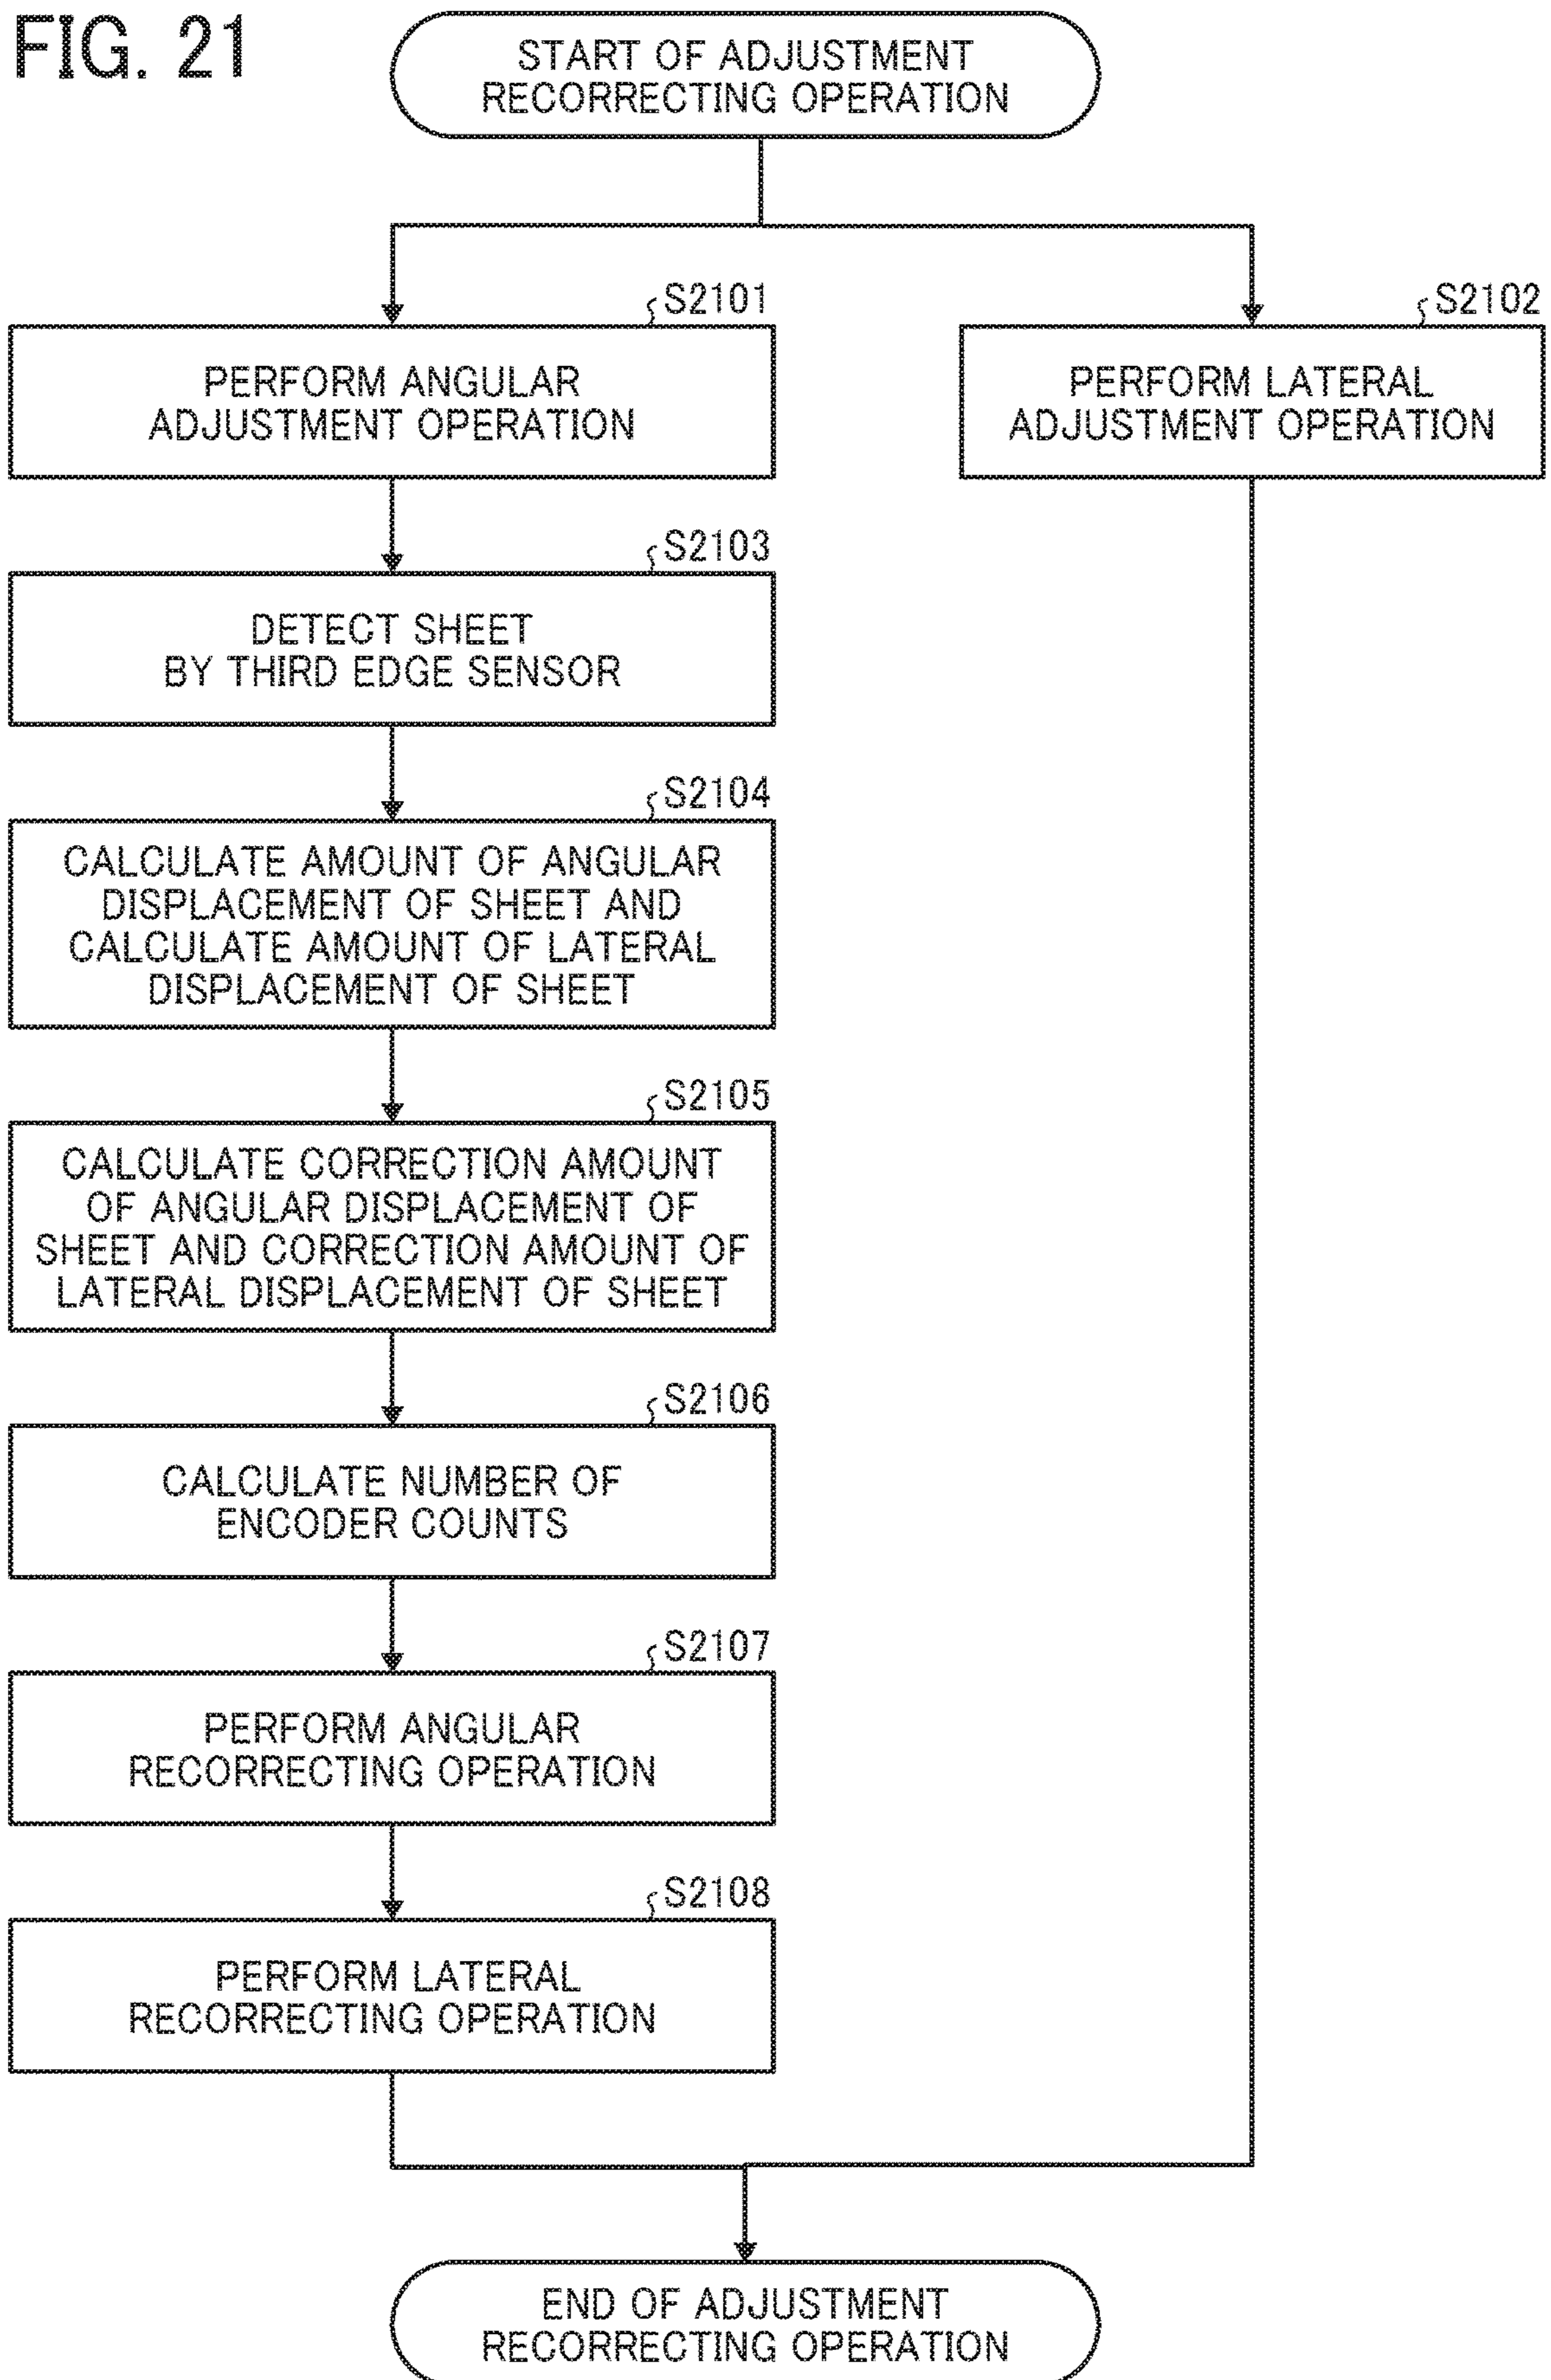 FIG. 21
START OF ADJUSTMENT
RECORRECTING OPERATION
S2101
PERFORM ANGULAR
ADJUSTMENT OPERATION
S2102
PERFORM LATERAL
ADJUSTMENT OPERATION
S2103
DETECT SHEET
BY THIRD EDGE SENSOR
S2104
CALCULATE AMOUNT OF ANGULAR
DISPLACEMENT OF SHEET AND
CALCULATE AMOUNT OF LATERAL
DISPLACEMENT OF SHEET
S2105
CALCULATE CORRECTION AMOUNT
OF ANGULAR DISPLACEMENT OF
SHEET AND CORRECTION AMOUNT OF
LATERAL DISPLACEMENT OF SHEET
S2106
CALCULATE NUMBER OF
ENCODER COUNTS
S2107
PERFORM ANGULAR
RECORRECTING OPERATION
S2108
PERFORM LATERAL
RECORRECTING OPERATION
END OF ADJUSTMENT
RECORRECTING OPERATION